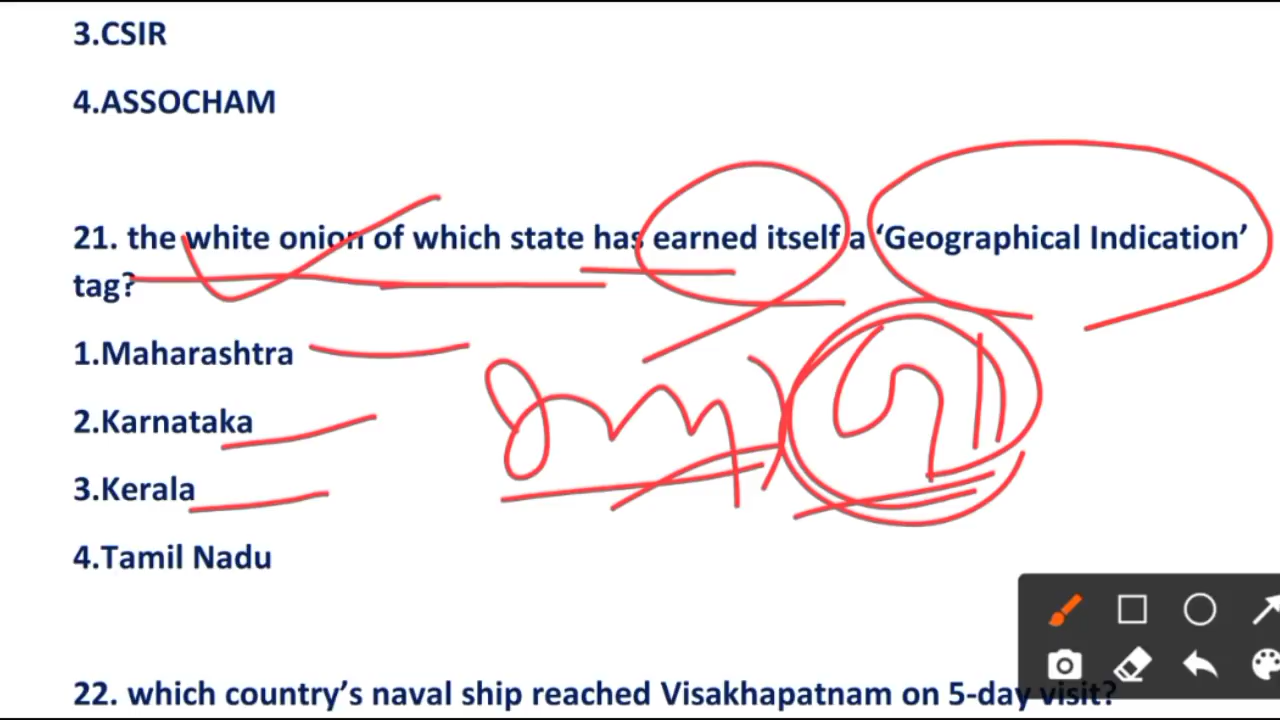 3.CSIR
4.ASSOCHAM
21. the white onion of which state has earned itself a ‘Geographical Indication’
tag?
1.Maharashtra
2.Karnataka
3.Kerala
4.Tamil Nadu
22. which country’s naval ship reached Visakhapatnam on 5-day visit?